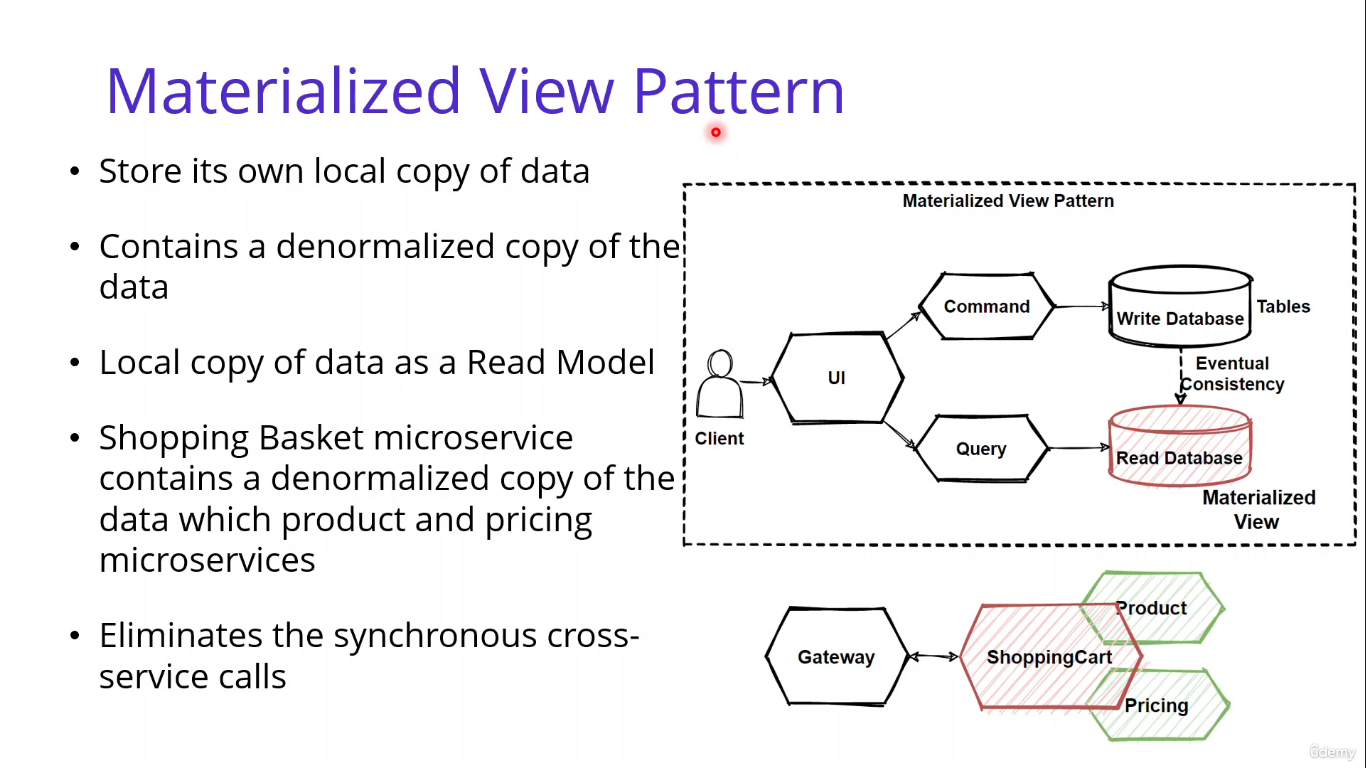 Materialized View Pattern
• Store its own local copy of data
• Contains a denormalized copy of the
data
• Local copy of data as a Read Model
• Shopping Basket microservice
contains a denormalized copy of the
data which product and pricing
microservices
• Eliminates the synchronous cross-
service calls
Materialized View Pattern
Client
UI
Command
Query
Write Database
Tables
Eventual
Consistency
Read Database
Materialized
View
Gateway
ShoppingCart
Product
Pricing
ûdemy